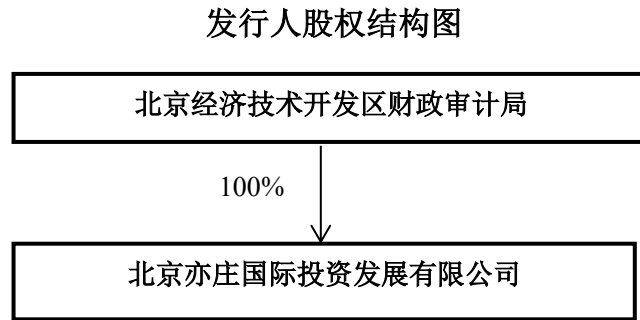 发行人股权结构图
北京经济技术开发区财政审计局
100%
北京亦庄国际投资发展有限公司